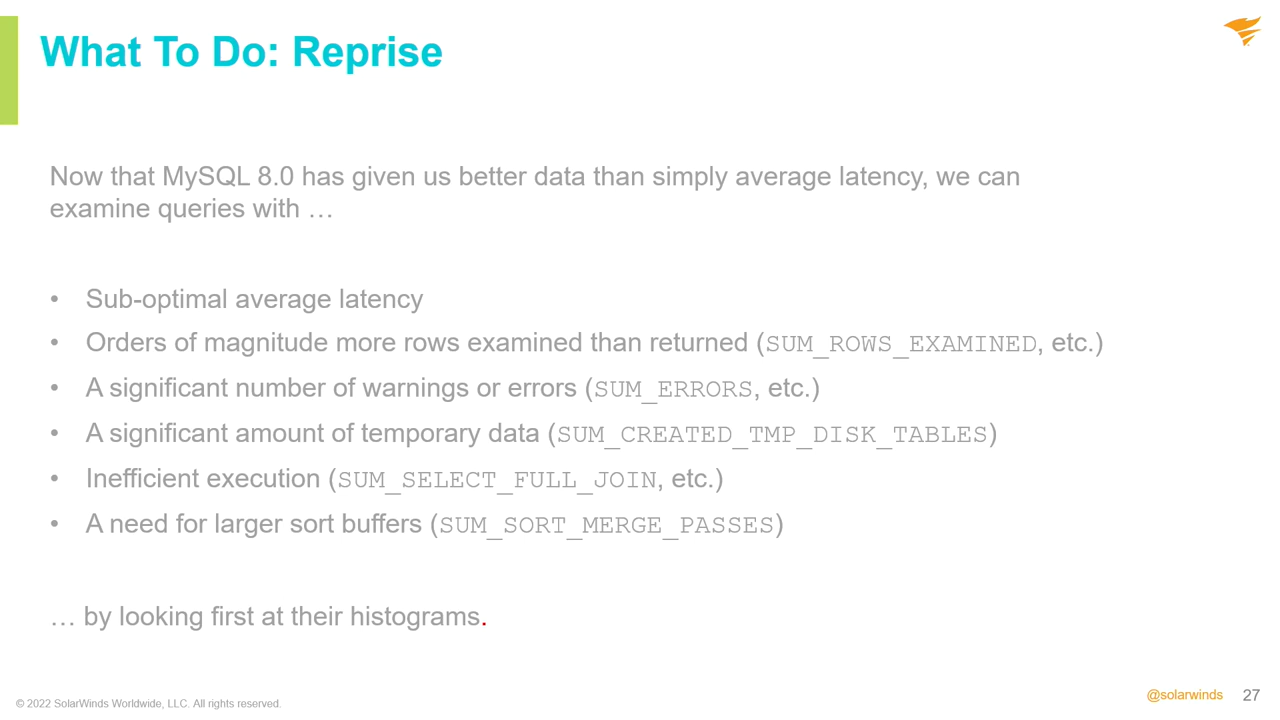 What To Do: Reprise
Now that MySQL 8.0 has given us better data than simply average latency, we can
examine queries with …
• Sub-optimal average latency
• Orders of magnitude more rows examined than returned (SUM_ROWS_EXAMINED, etc.)
• A significant number of warnings or errors (SUM_ERRORS, etc.)
• A significant amount of temporary data (SUM_CREATED_TMP_DISK_TABLES)
• Inefficient execution (SUM_SELECT_FULL_JOIN, etc.)
• A need for larger sort buffers (SUM_SORT_MERGE_PASSES)
… by looking first at their histograms.
© 2022 SolarWinds Worldwide, LLC. All rights reserved.
@solarwinds 27